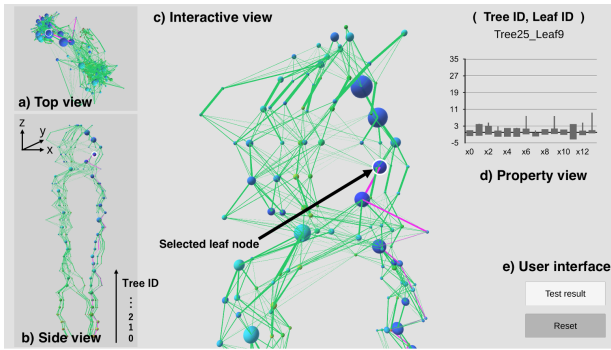 c) Interactive view
( Tree ID, Leaf ID )
Tree25_Leaf9
a) Top view
35
27
19
11
3
-5
x0 x2 x4 x6 x8 x10 x12
d) Property view
z
y
x
Selected leaf node
Tree ID
⋮
2
1
0
b) Side view
e) User interface
Test result
Reset